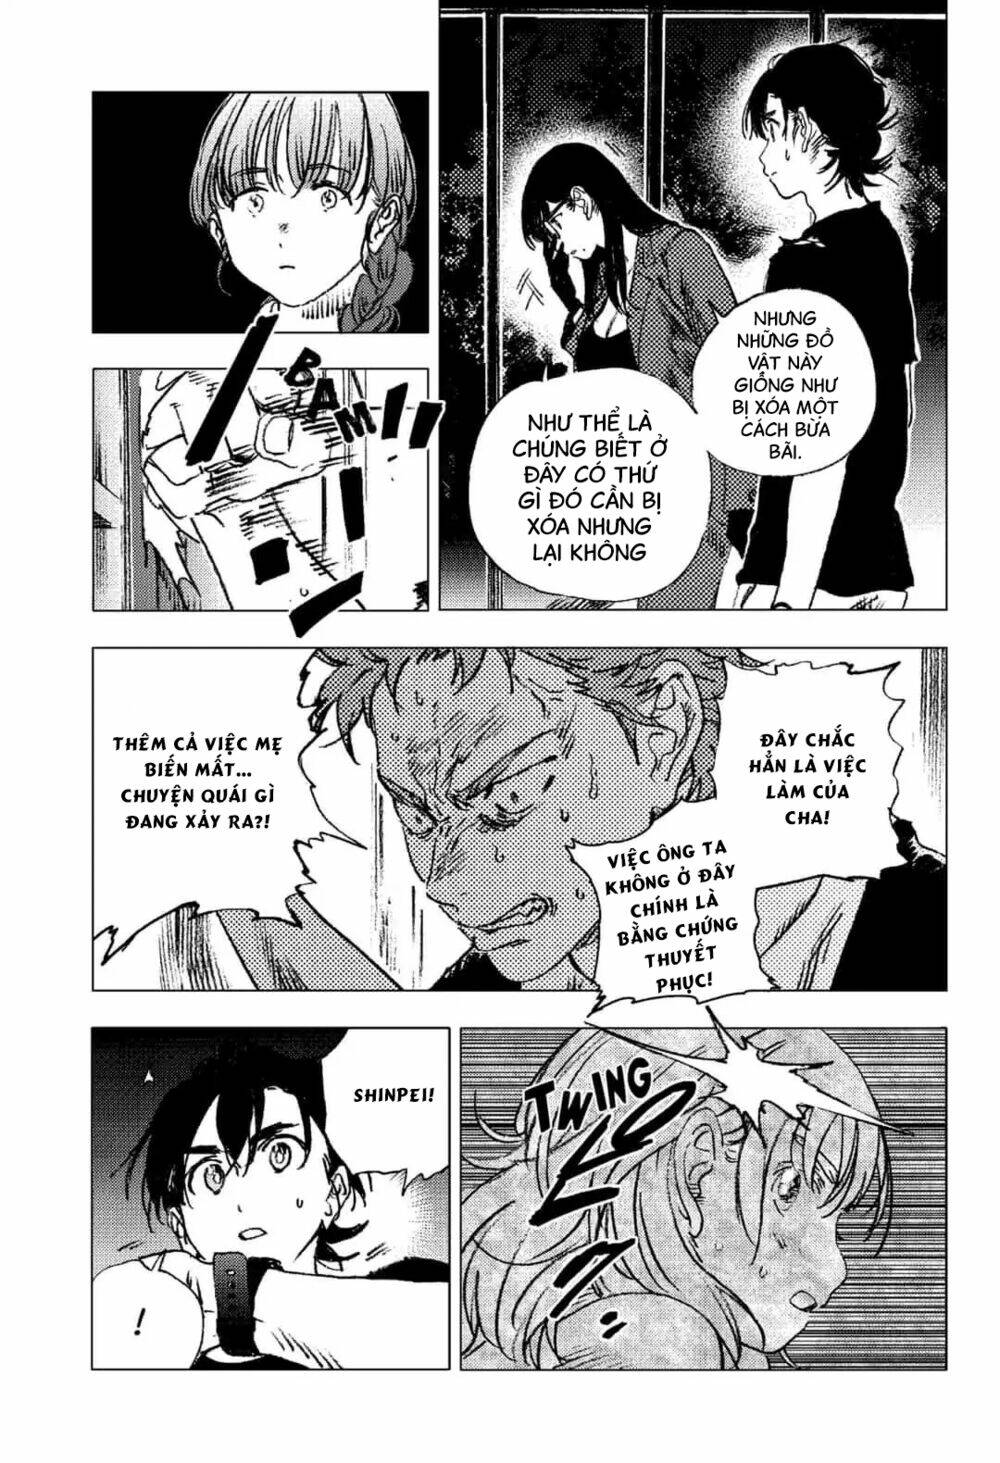 NHƯNG
NHỮNG ĐỒ
VẬT NÀY
GIỐNG NHƯ
BỊ XÓA MỘT
CÁCH BỪA
BÃI.
NHƯ THỂ LÀ
CHÚNG BIẾT Ở
ĐÂY CÓ THỨ
GÌ ĐÓ CẦN BỊ
XÓA NHƯNG
LẠI KHÔNG
BAM
ĐÂY CHẮC
HẲN LÀ VIỆC
LÀM CỦA
CHA!
VIỆC ÔNG TA
KHÔNG Ở ĐÂY
CHÍNH LÀ
BẰNG CHỨNG
THUYẾT
PHỤC!
THÊM CẢ VIỆC MẸ
BIẾN MẤT...
CHUYỆN QUÁI GÌ
ĐANG XẢY RA?!
TWING
SHINPEI!
!